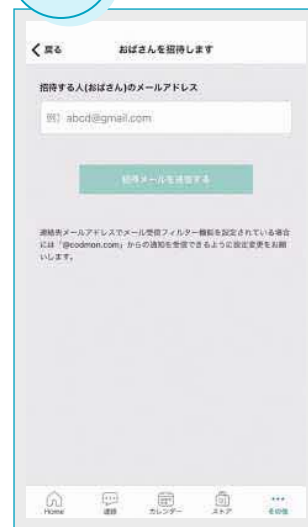 戻る おばさんを招待します
招待する人(おばさん)のメールアドレス
例）abcd@gmail.com
招待メールを送信する
連絡先メールアドレスでメール受信フィルター機能を設定されている場合
には「@codmon.com」からの通知を受信できるように設定変更をお願
いします。
Home 連絡 カレンダー ストア その他